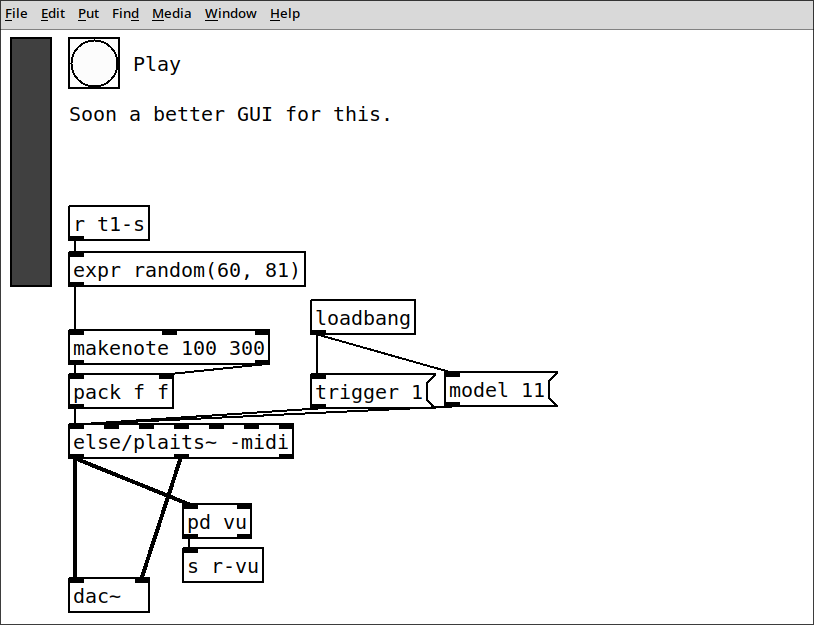 File Edit Put Find Media Window Help
Play
Soon a better GUI for this.
r t1-s
expr random(60, 81)
loadbang
makenote 100 300
pack f f
trigger 1
model 11
else/plaits~ -midi
pd vu
s r-vu
dac~